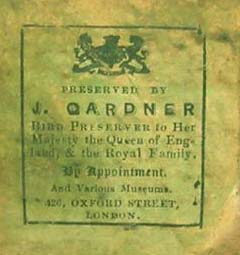 PRESERVED BY
J. GARDNER
BIRD PRESERVER to Her
Majesty the Queen of Eng-
land, & the Royal Family.
By Appointment.
And Various Museums.
426, OXFORD STREET,
LONDON.